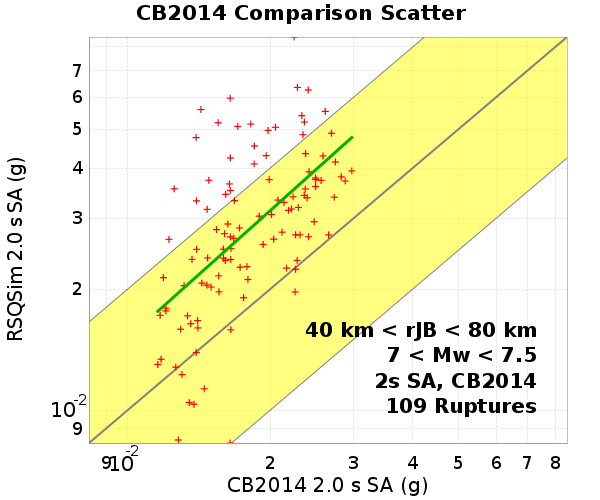 CB2014 Comparison Scatter
7
6
5
4
3
2
10-2
9
RSQSim 2.0 s SA (g)
40 km < rJB < 80 km
7 < Mw < 7.5
2s SA, CB2014
109 Ruptures
9 10-2 2 3 4 5 6 7 8
CB2014 2.0 s SA (g)